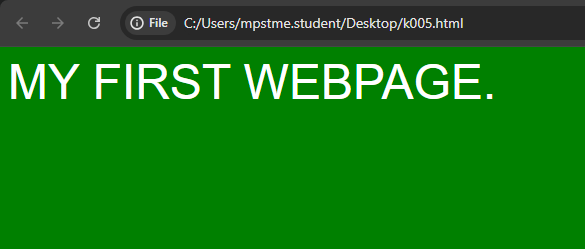 File C:/Users/mpstme.student/Desktop/k005.html
MY FIRST WEBPAGE.